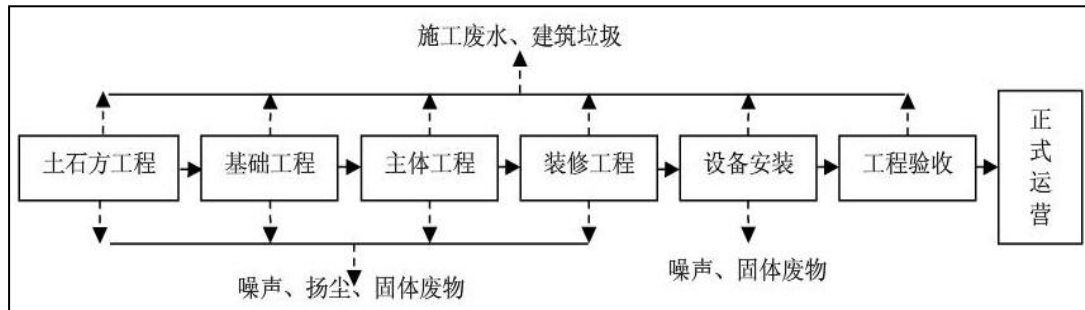 施工废水、建筑垃圾
土石方工程
基础工程
主体工程
装修工程
设备安装
工程验收
正式运营
噪声、扬尘、固体废物
噪声、固体废物